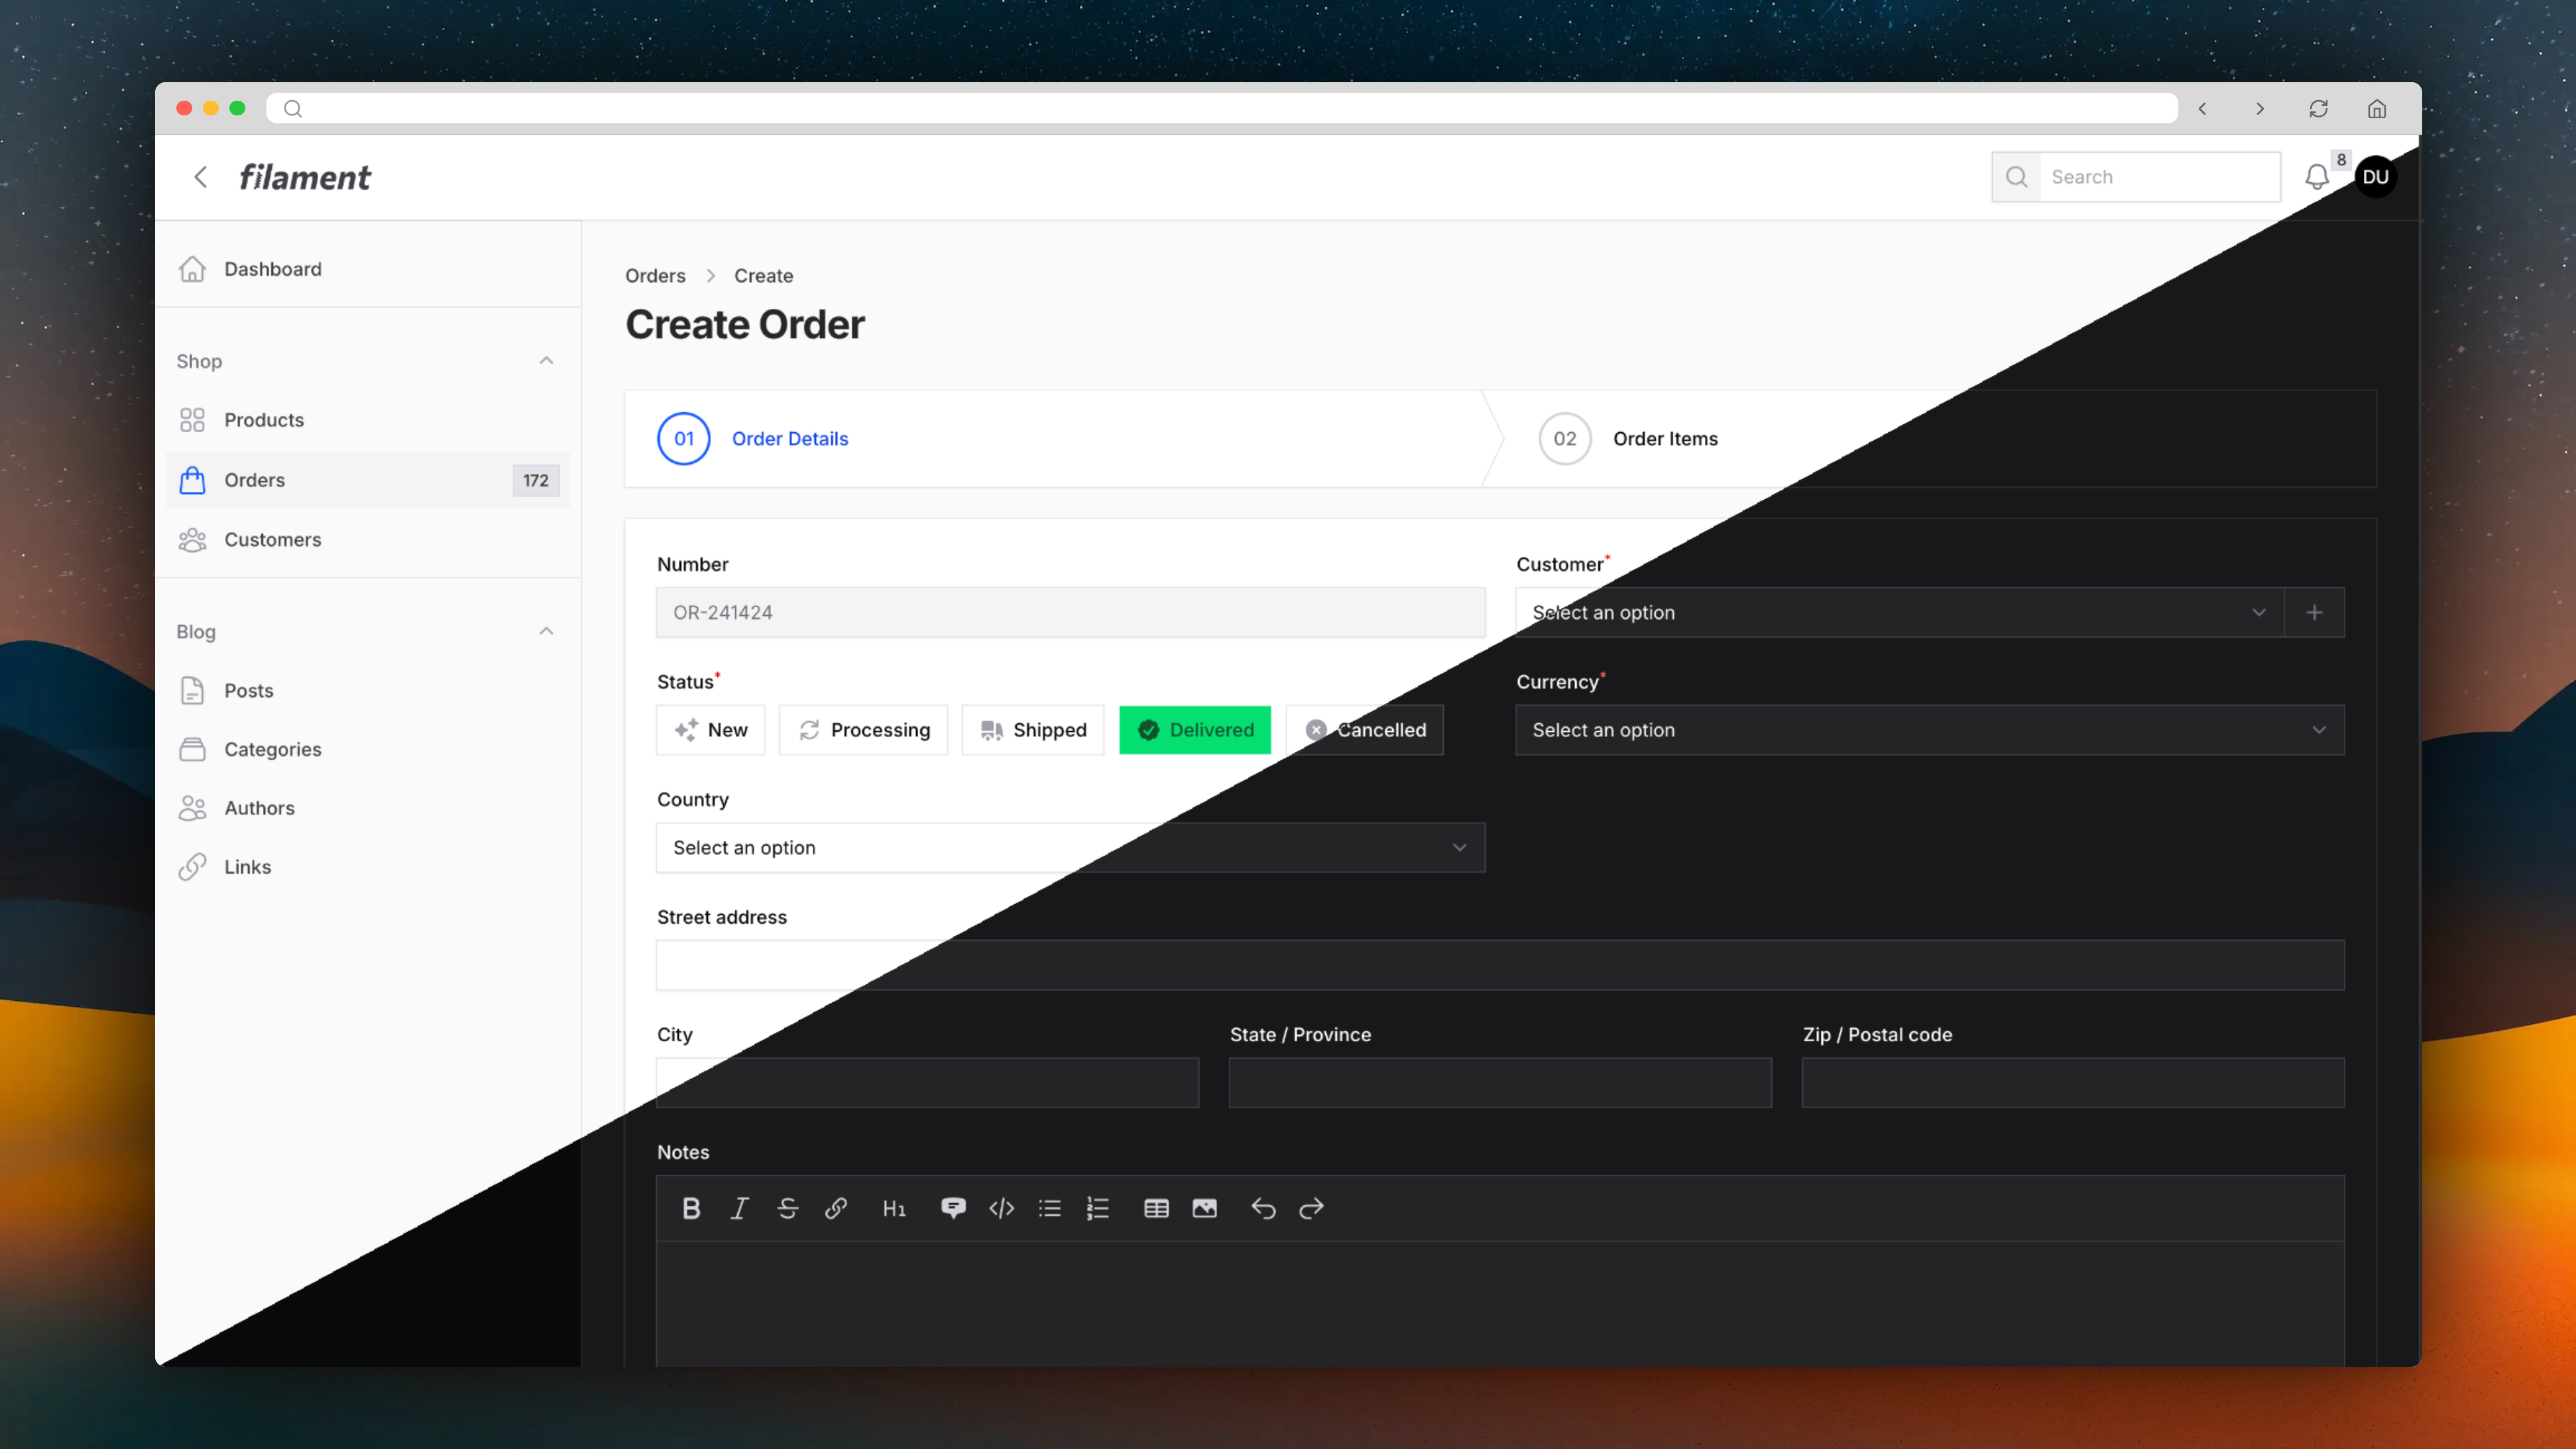 filament
Search
8
DU
Dashboard
Shop
Products
Orders 172
Customers
Blog
Posts
Categories
Authors
Links
Orders Create
Create Order
01 Order Details
02 Order Items
Number
OR-241424
Customer*
Select an option
Status*
New Processing Shipped Delivered Cancelled
Currency*
Select an option
Country
Select an option
Street address
City
State / Province
Zip / Postal code
Notes
B I S H1